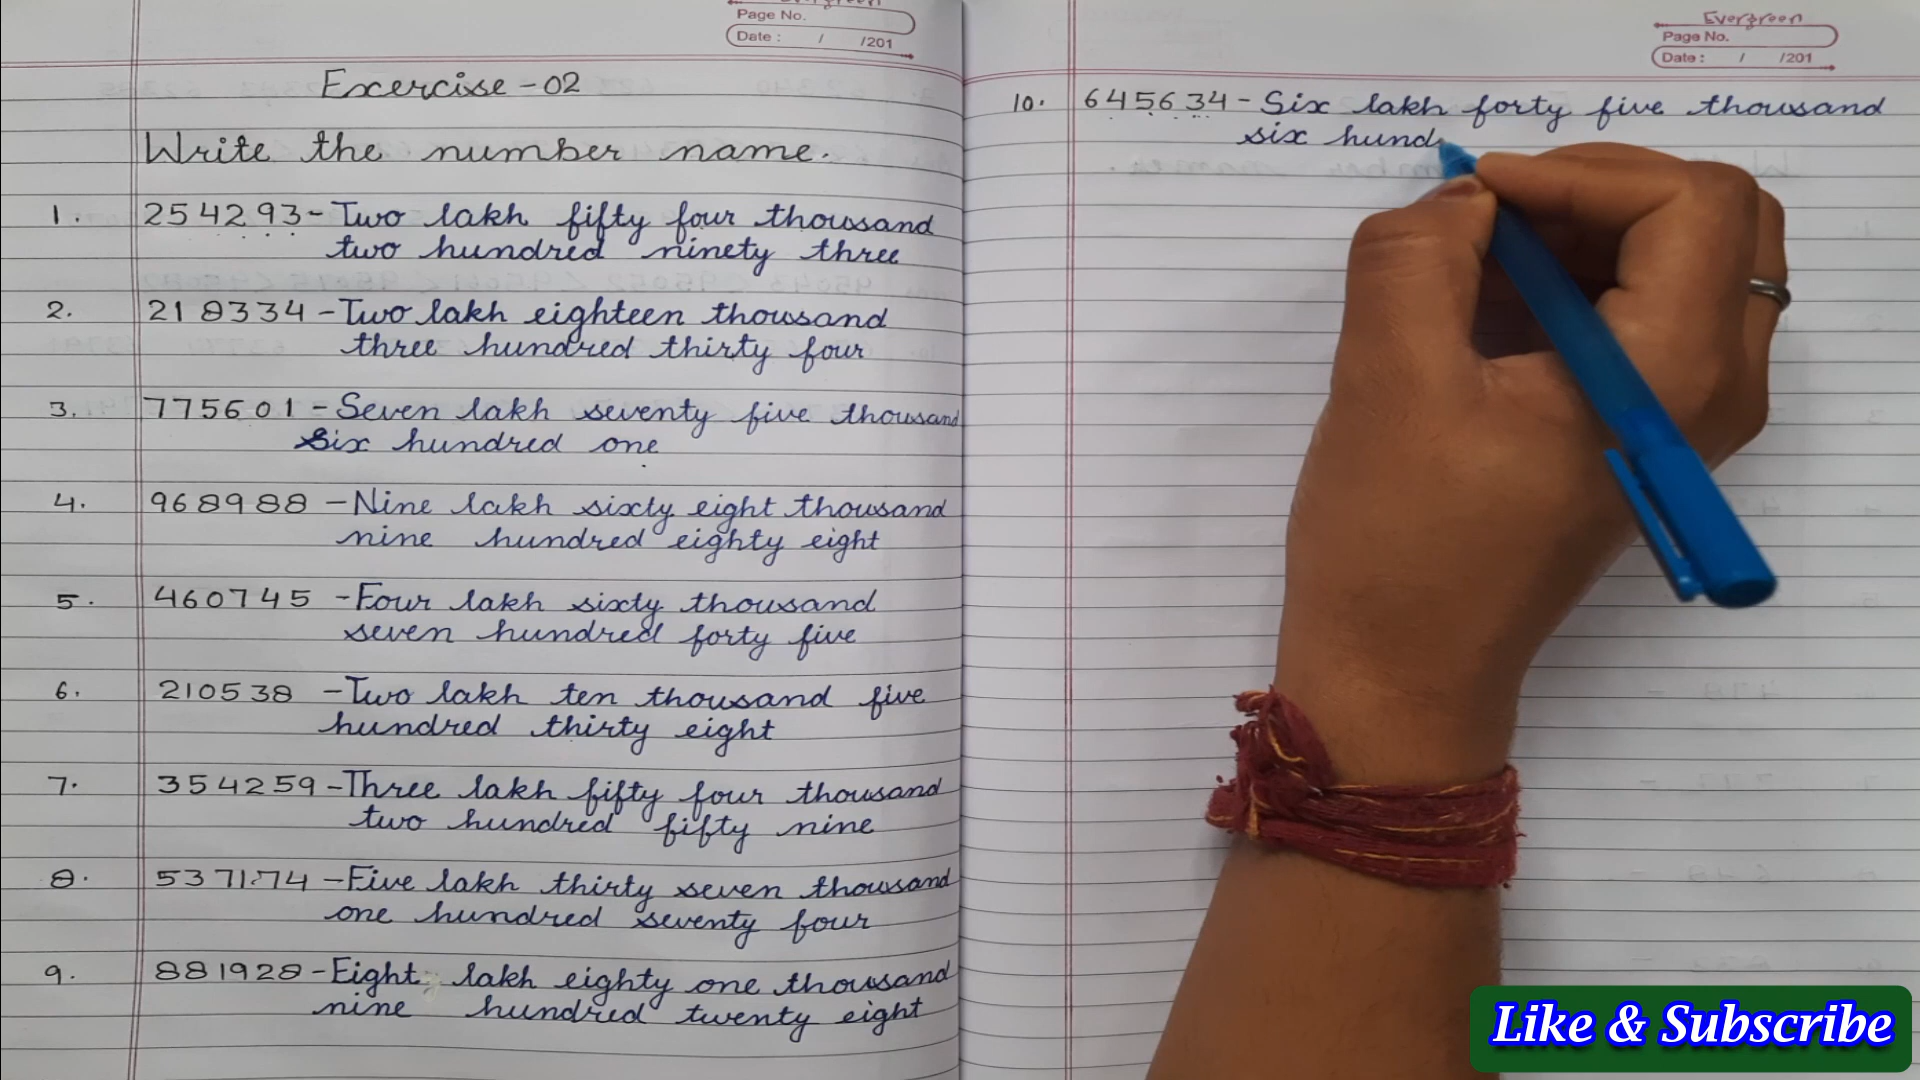 Evergreen
Page No.
Date : / /201
Excercise - 02
Write the number name.
1. 254293 - Two lakh fifty four thousand
two hundred ninety three
2. 218334 - Two lakh eighteen thousand
three hundred thirty four
3. 775601 - Seven lakh seventy five thousand
Six hundred one
4. 968988 - Nine lakh sixty eight thousand
nine hundred eighty eight
5. 460745 - Four lakh sixty thousand
seven hundred forty five
6. 210538 - Two lakh ten thousand five
hundred thirty eight
7. 354259 - Three lakh fifty four thousand
two hundred fifty nine
8. 537174 - Five lakh thirty seven thousand
one hundred seventy four
9. 881928 - Eight lakh eighty one thousand
nine hundred twenty eight
Evergreen
Page No.
Date : / /201
10. 645634 - Six lakh forty five thousand
six hund
Like & Subscribe